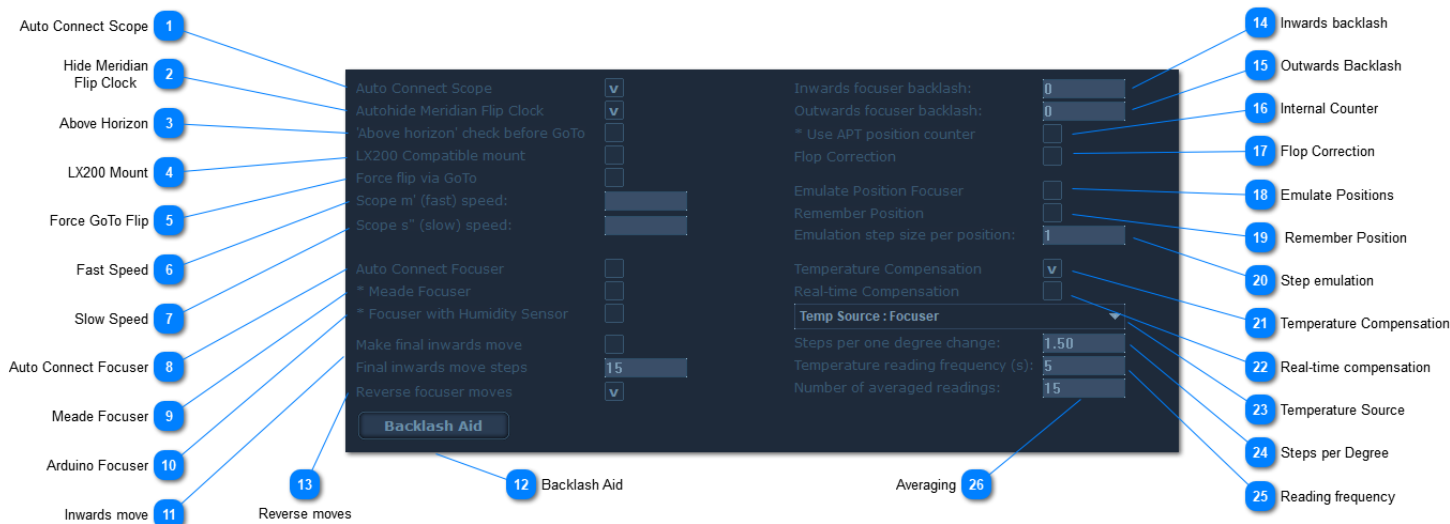 Auto Connect Scope 1
Hide Meridian
Flip Clock 2
Above Horizon 3
LX200 Mount 4
Force GoTo Flip 5
Fast Speed 6
Slow Speed 7
Auto Connect Focuser 8
Meade Focuser 9
Arduino Focuser 10
Inwards move 11
Auto Connect Scope v
Autohide Meridian Flip Clock v
'Above horizon' check before GoTo
LX200 Compatible mount
Force flip via GoTo
Scope m' (fast) speed:
Scope s" (slow) speed:
Auto Connect Focuser
* Meade Focuser
* Focuser with Humidity Sensor
Make final inwards move
Final inwards move steps 15
Reverse focuser moves v
Backlash Aid
Inwards focuser backlash: 0
Outwards focuser backlash: 0
* Use APT position counter
Flop Correction
Emulate Position Focuser
Remember Position
Emulation step size per position: 1
Temperature Compensation v
Real-time Compensation
Temp Source : Focuser
Steps per one degree change: 1.50
Temperature reading frequency (s): 5
Number of averaged readings: 15
13
Reverse moves
12 Backlash Aid
Averaging 26
14 Inwards backlash
15 Outwards Backlash
16 Internal Counter
17 Flop Correction
18 Emulate Positions
19 Remember Position
20 Step emulation
21 Temperature Compensation
22 Real-time compensation
23 Temperature Source
24 Steps per Degree
25 Reading frequency